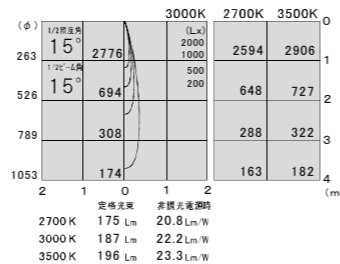 3000K 2700K 3500K
(φ) 1/2照度角 15° (Lx) 0
2000
1000
263 2776 2594 2906 1
1/2ビーム角 15° 500
200
526 694 648 727 2
789 308 288 322 3
1053 174 163 182 4
2 1 0 1 2 (m
定格光束 非調光電源時
2700K 175 Lm 20.8 Lm/W
3000K 187 Lm 22.2 Lm/W
3500K 196 Lm 23.3 Lm/W